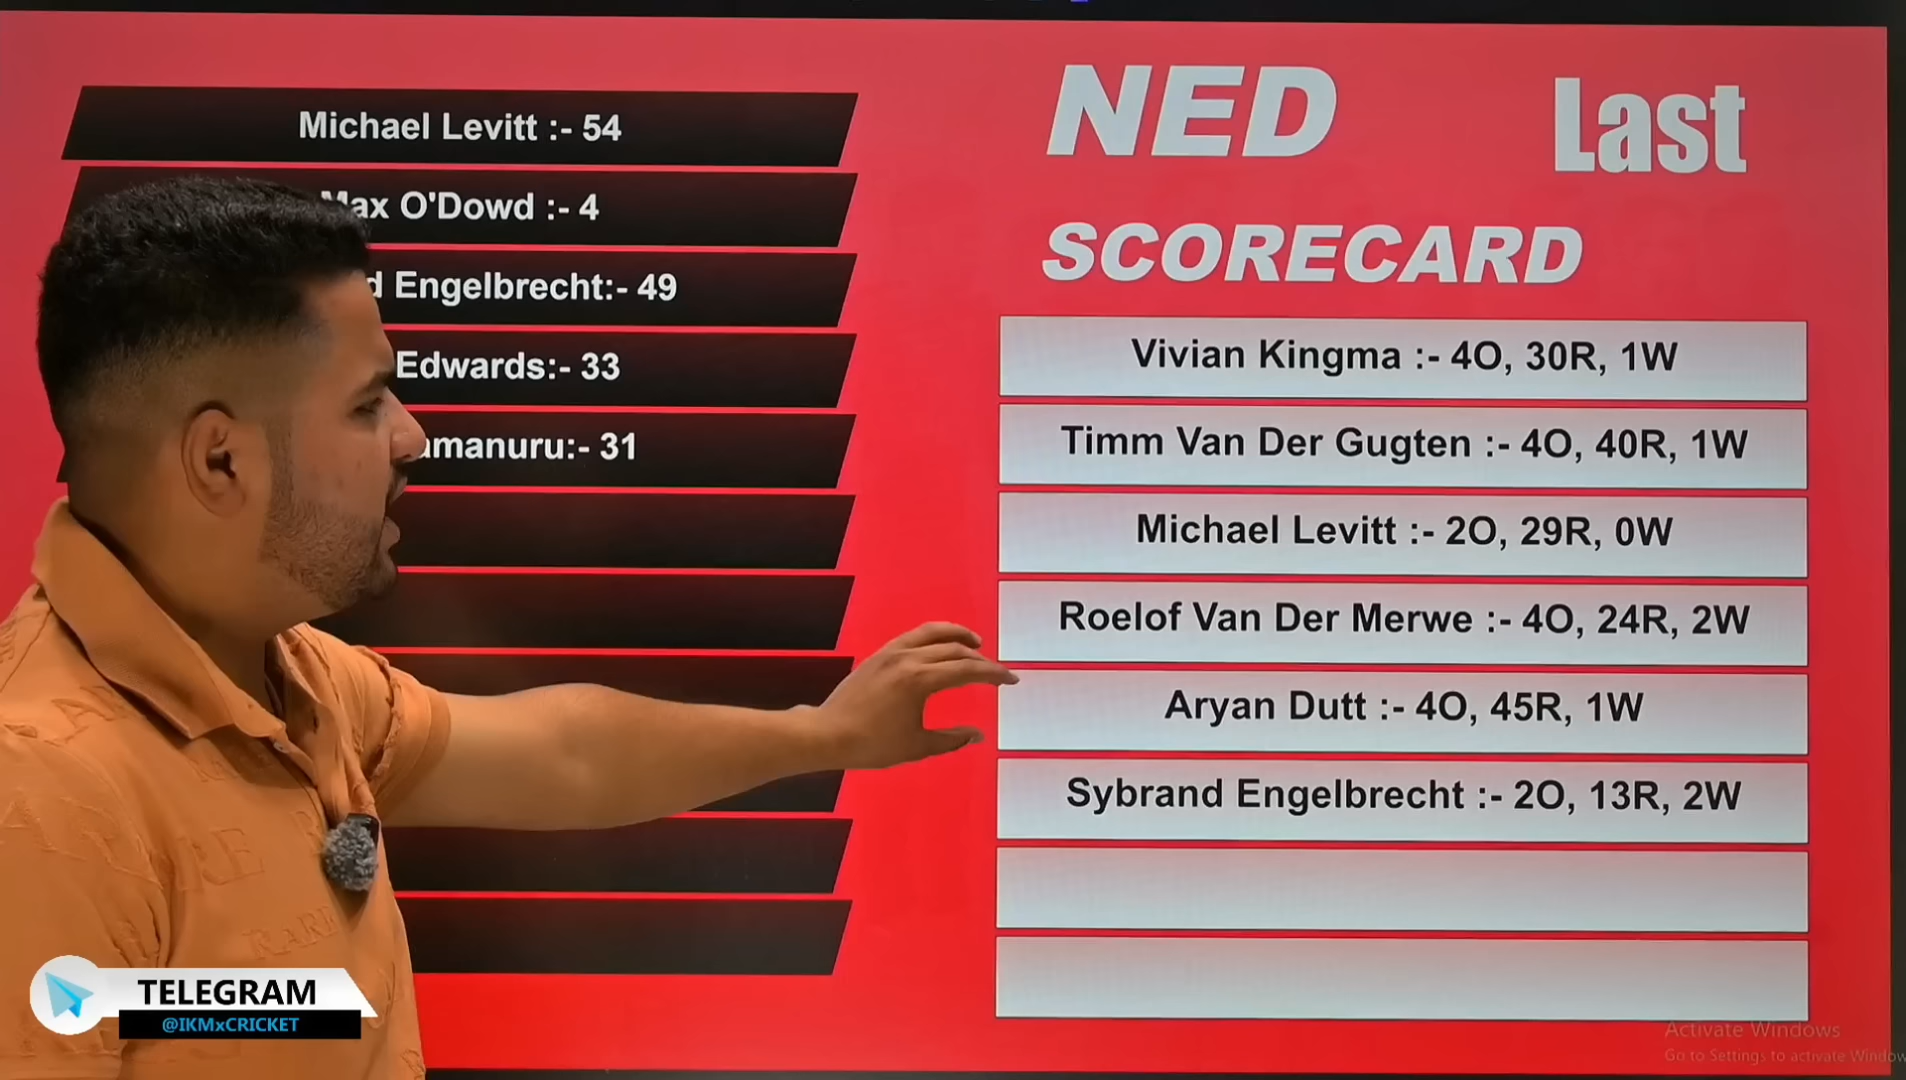 Michael Levitt :- 54
Max O'Dowd :- 4
d Engelbrecht:- 49
Edwards:- 33
amanuru:- 31
NED Last
SCORECARD
Vivian Kingma :- 4O, 30R, 1W
Timm Van Der Gugten :- 4O, 40R, 1W
Michael Levitt :- 2O, 29R, 0W
Roelof Van Der Merwe :- 4O, 24R, 2W
Aryan Dutt :- 4O, 45R, 1W
Sybrand Engelbrecht :- 2O, 13R, 2W
TELEGRAM
@IKMxCRICKET
Activate Windows
Go to Settings to activate Window